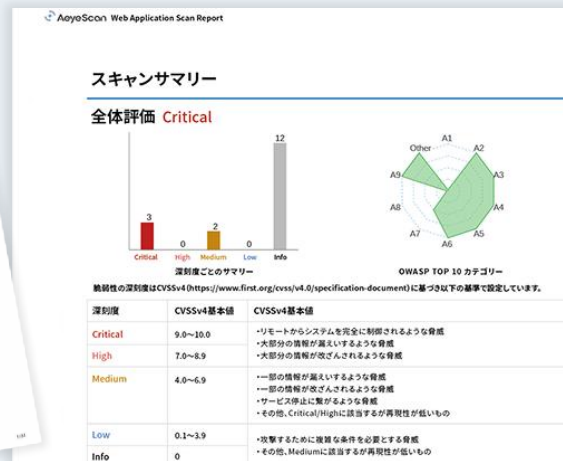 AeyeScan Web Application Scan Report
スキャンサマリー
全体評価 Critical
12
3
0
2
0
Critical High Medium Low Info
深刻度ごとのサマリー
A1
A2
A3
A4
A5
A6
A7
A8
A9
Other
OWASP TOP 10 カテゴリー
脆弱性の深刻度はCVSSv4(https://www.first.org/cvss/v4.0/specification-document)に基づき以下の基準で設定しています。
深刻度 CVSSv4基本値 CVSSv4基本値
Critical 9.0〜10.0
High 7.0〜8.9
・リモートからシステムを完全に制御されるような脅威
・大部分の情報が漏えいするような脅威
・大部分の情報が改ざんされるような脅威
Medium 4.0〜6.9
・一部の情報が漏えいするような脅威
・一部の情報が改ざんされるような脅威
・サービス停止に繋がるような脅威
・その他、Critical/Highに該当するが再現性が低いもの
Low 0.1〜3.9
Info 0
・攻撃するために複雑な条件を必要とする脅威
・その他、Mediumに該当するが再現性が低いもの